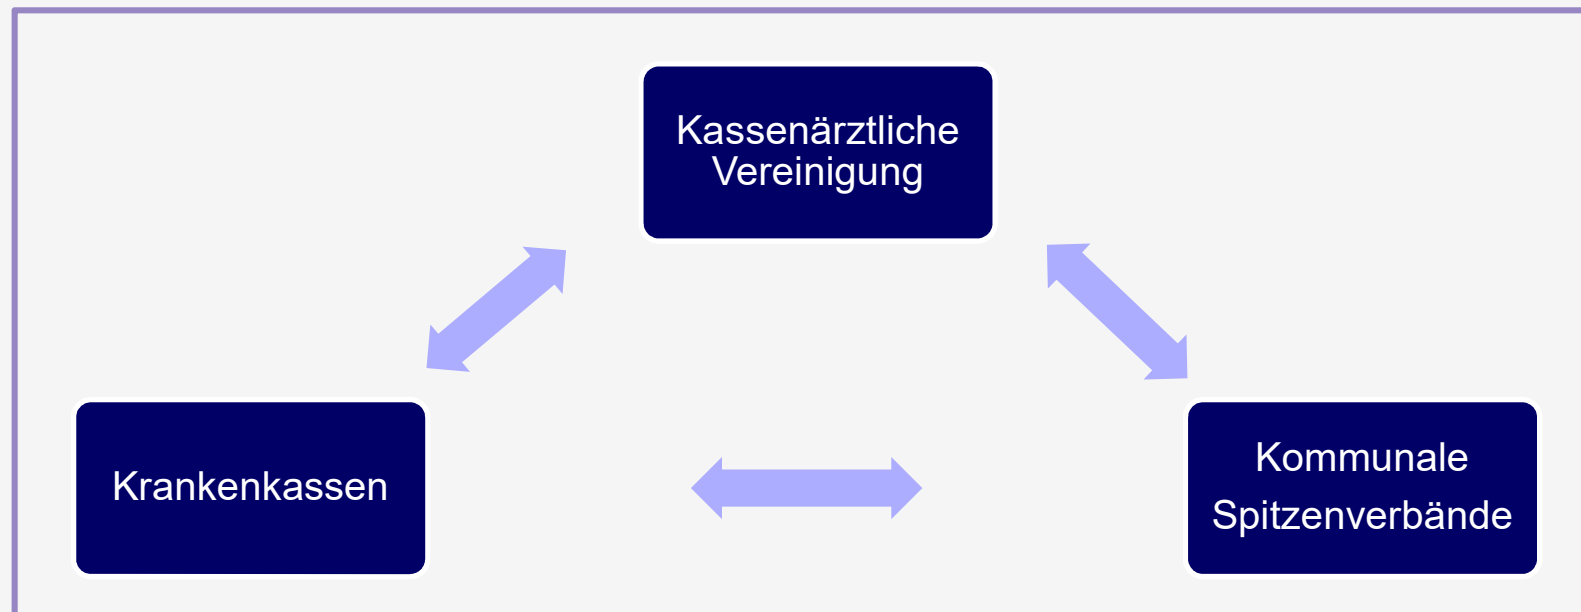 Kassenärztliche
Vereinigung
Krankenkassen
Kommunale
Spitzenverbände